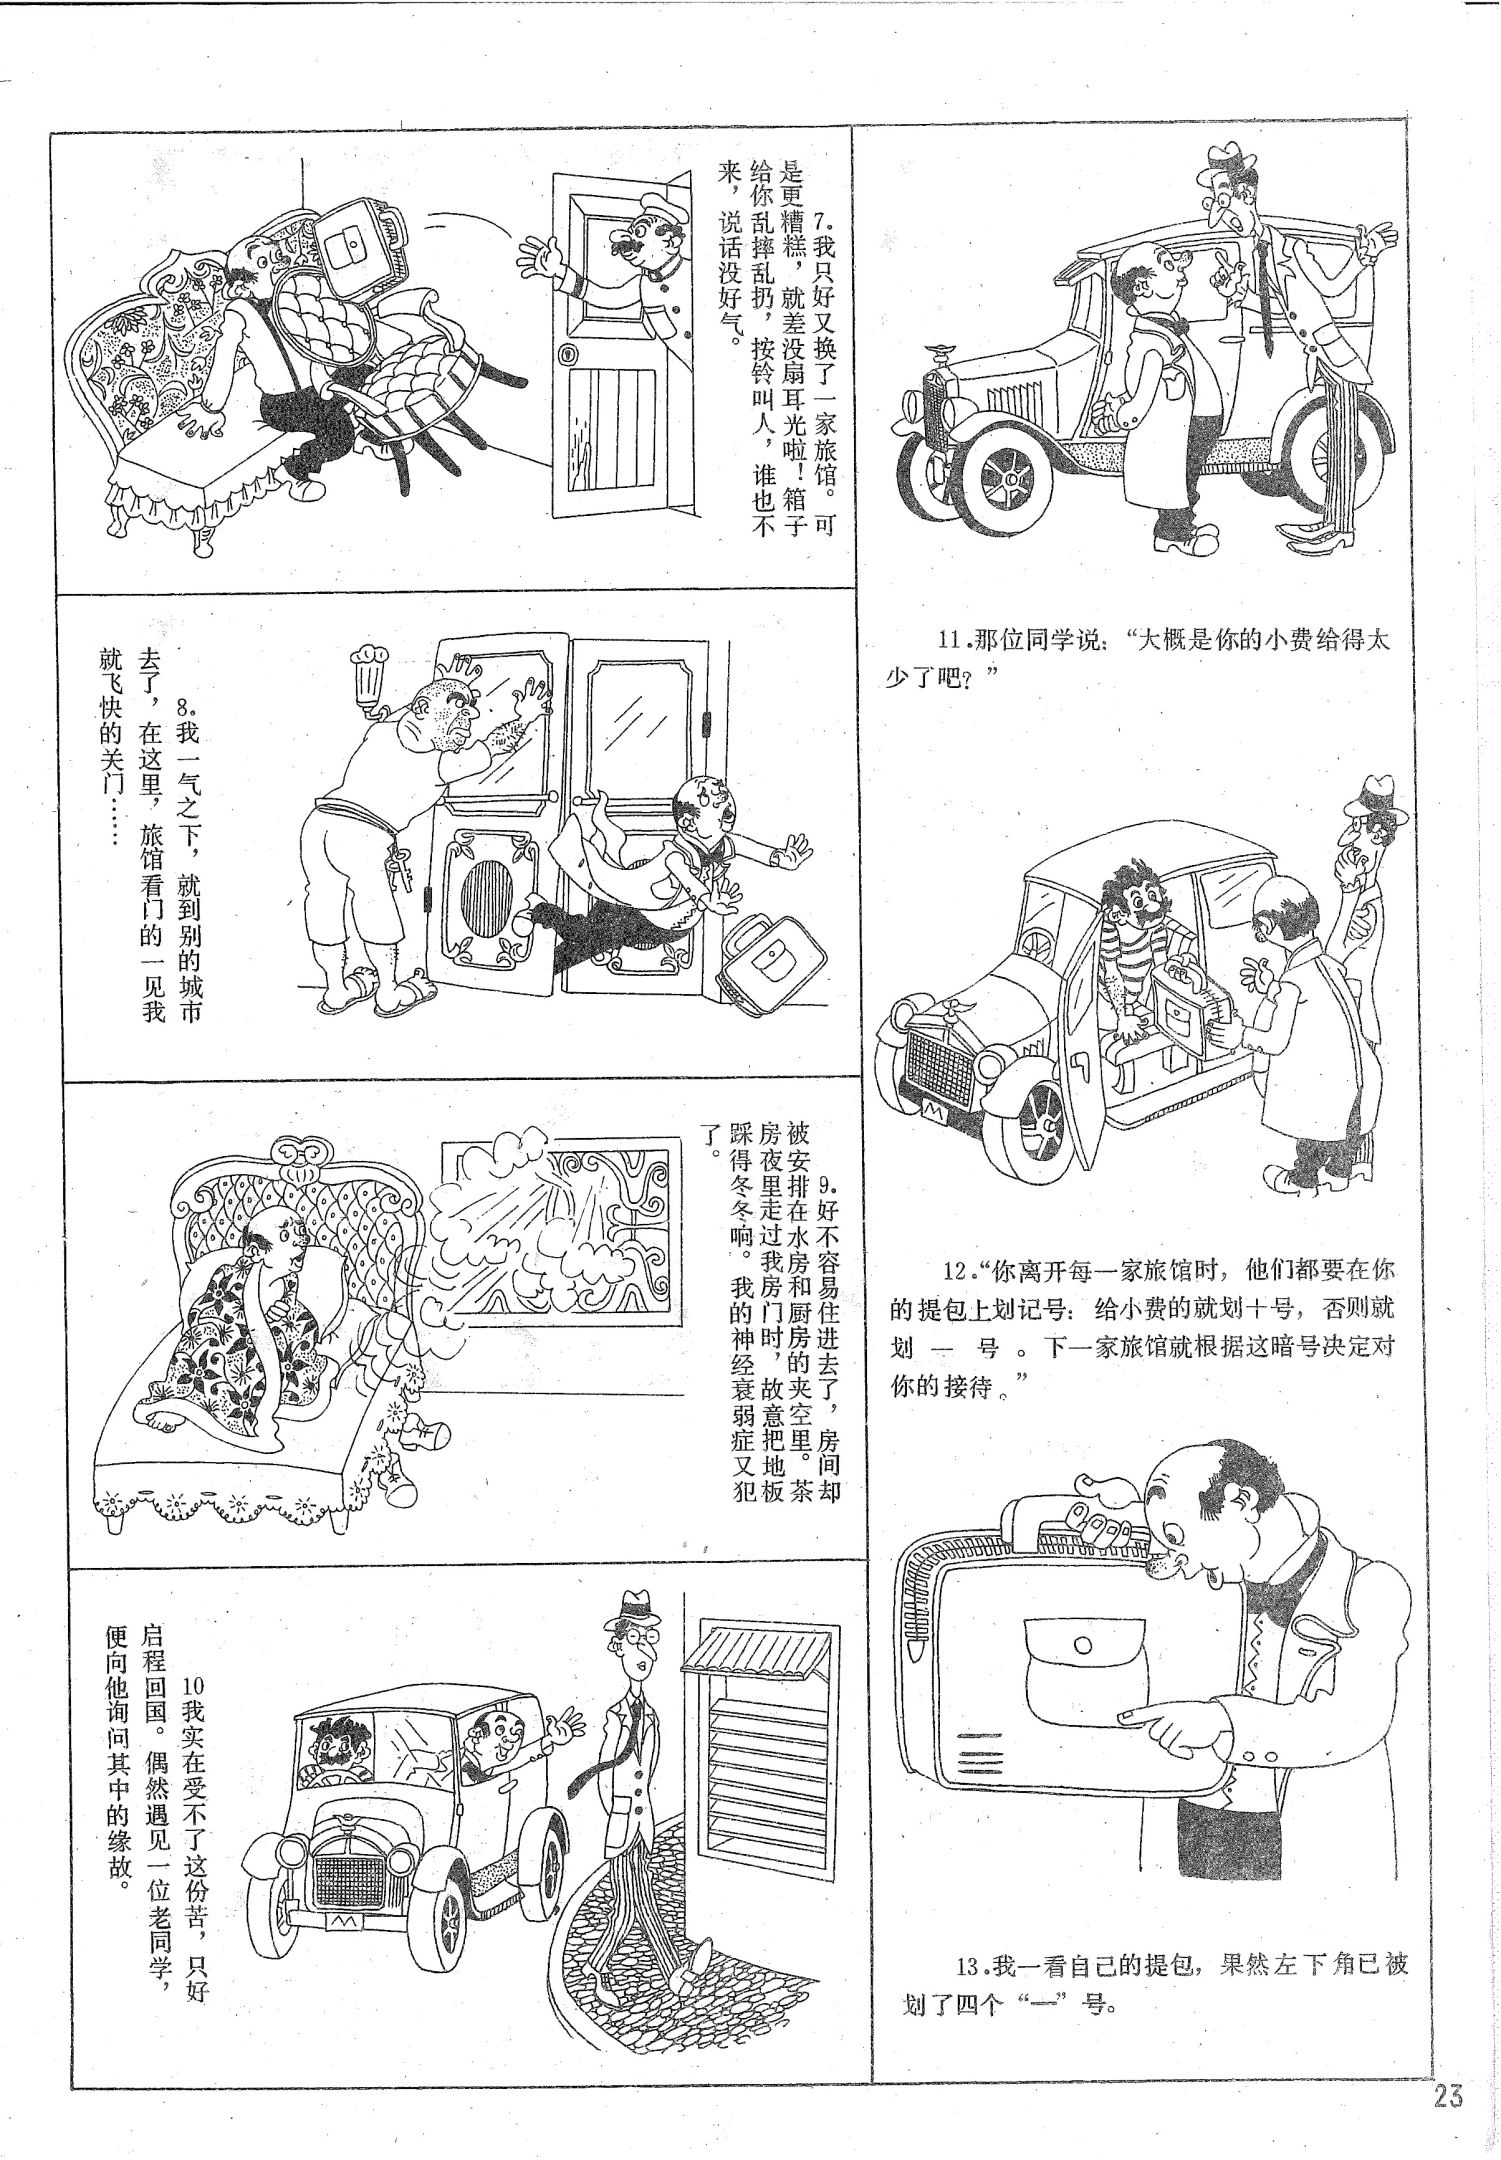 7.我只好又换了一家旅馆。可
是更糟糕，就差没扇耳光啦！箱子
给你乱摔乱扔，按铃叫人，谁也不
来，说话没好气。
8.我一气之下，就到别的城市
去了，在这里，旅馆看门的一见我
就飞快的关门……
9.好不容易住进去了，房间却
被安排在水房和厨房的夹空里。茶
房夜里走过我房门时，故意把地板
踩得冬冬响。我的神经衰弱症又犯
了。
10我实在受不了这份苦，只好
启程回国。偶然遇见一位老同学，
便向他询问其中的缘故。
11.那位同学说：“大概是你的小费给得太
少了吧？”
12.“你离开每一家旅馆时，他们都要在你
的提包上划记号：给小费的就划十号，否则就
划一号。下一家旅馆就根据这暗号决定对
你的接待。”
13.我一看自己的提包，果然左下角已被
划了四个“一”号。
23